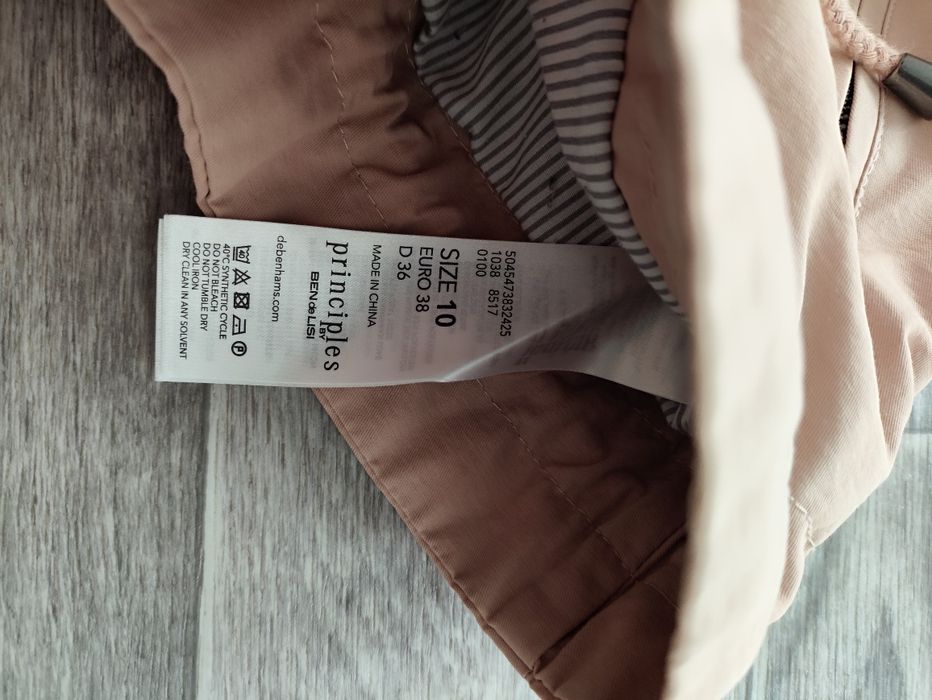 5045473832425
1038 8517
0100
SIZE 10
EURO 38
D 36
MADE IN CHINA
principles
BY
BEN de LISI
debenhams.com
40°C SYNTHETIC CYCLE
DO NOT BLEACH
DO NOT TUMBLE DRY
COOL IRON
DRY CLEAN IN ANY SOLVENT